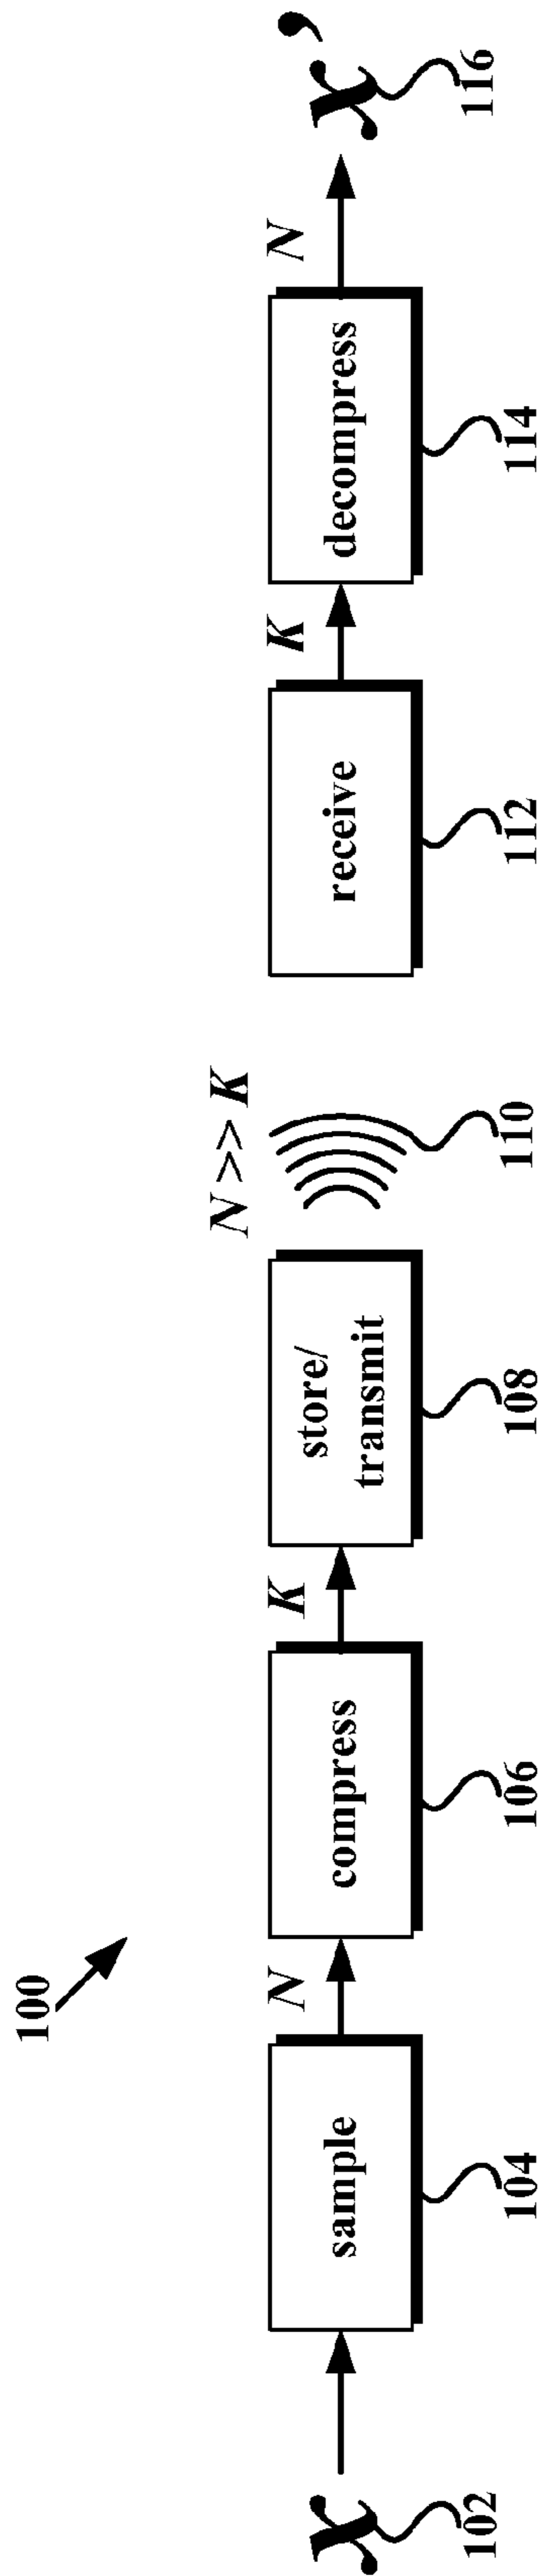 100
N >> K
N
K
K
N
x
sample
compress
store/
transmit
receive
decompress
x’
102
104
106
108
110
112
114
116